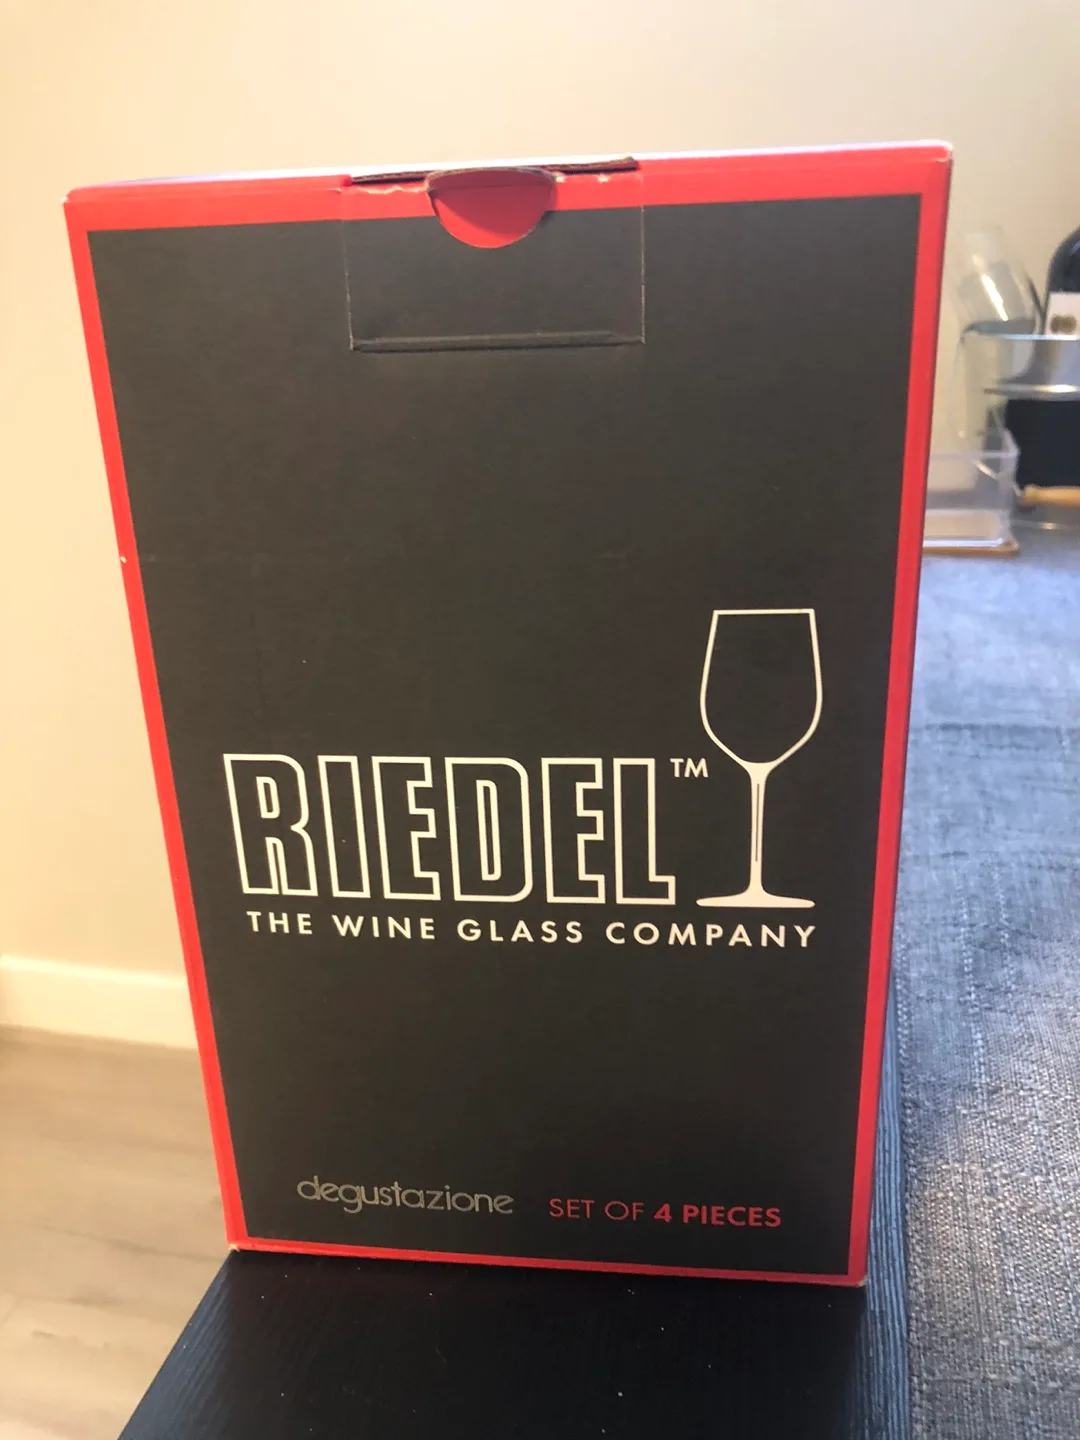 RIEDEL™
THE WINE GLASS COMPANY
degustazione SET OF 4 PIECES